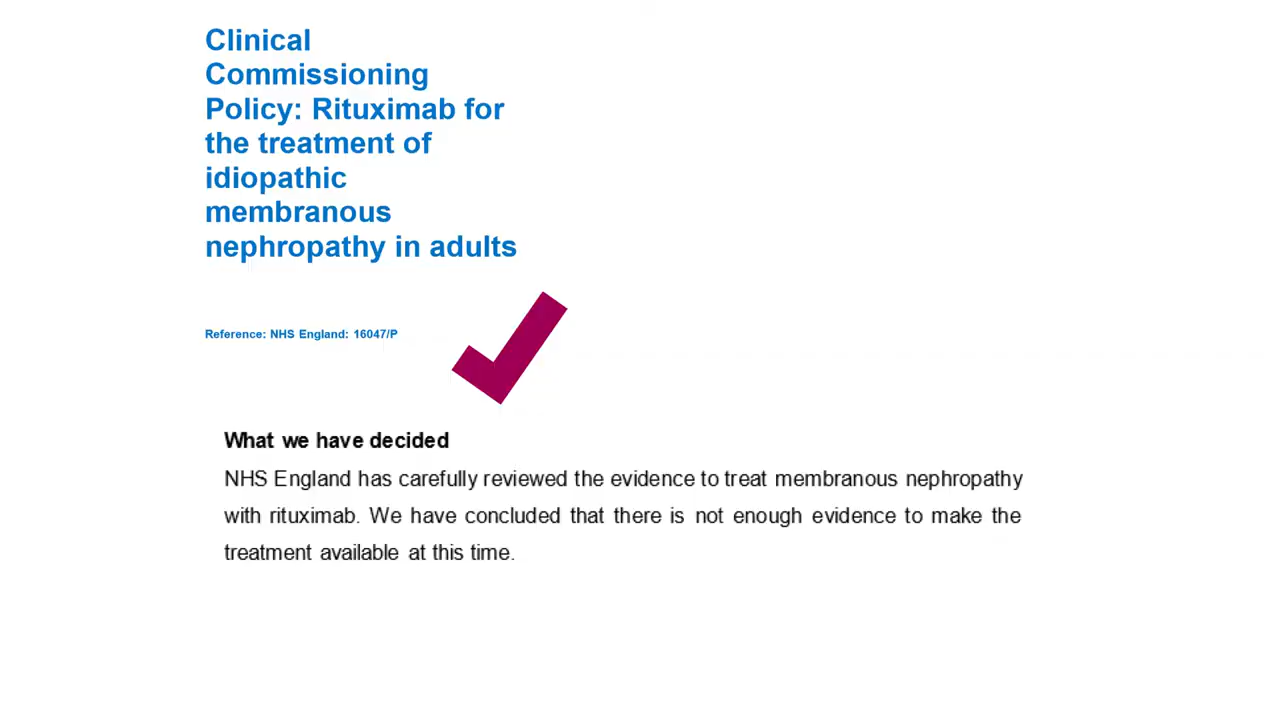 Clinical
Commissioning
Policy: Rituximab for
the treatment of
idiopathic
membranous
nephropathy in adults
Reference: NHS England: 16047/P
What we have decided
NHS England has carefully reviewed the evidence to treat membranous nephropathy
with rituximab. We have concluded that there is not enough evidence to make the
treatment available at this time.